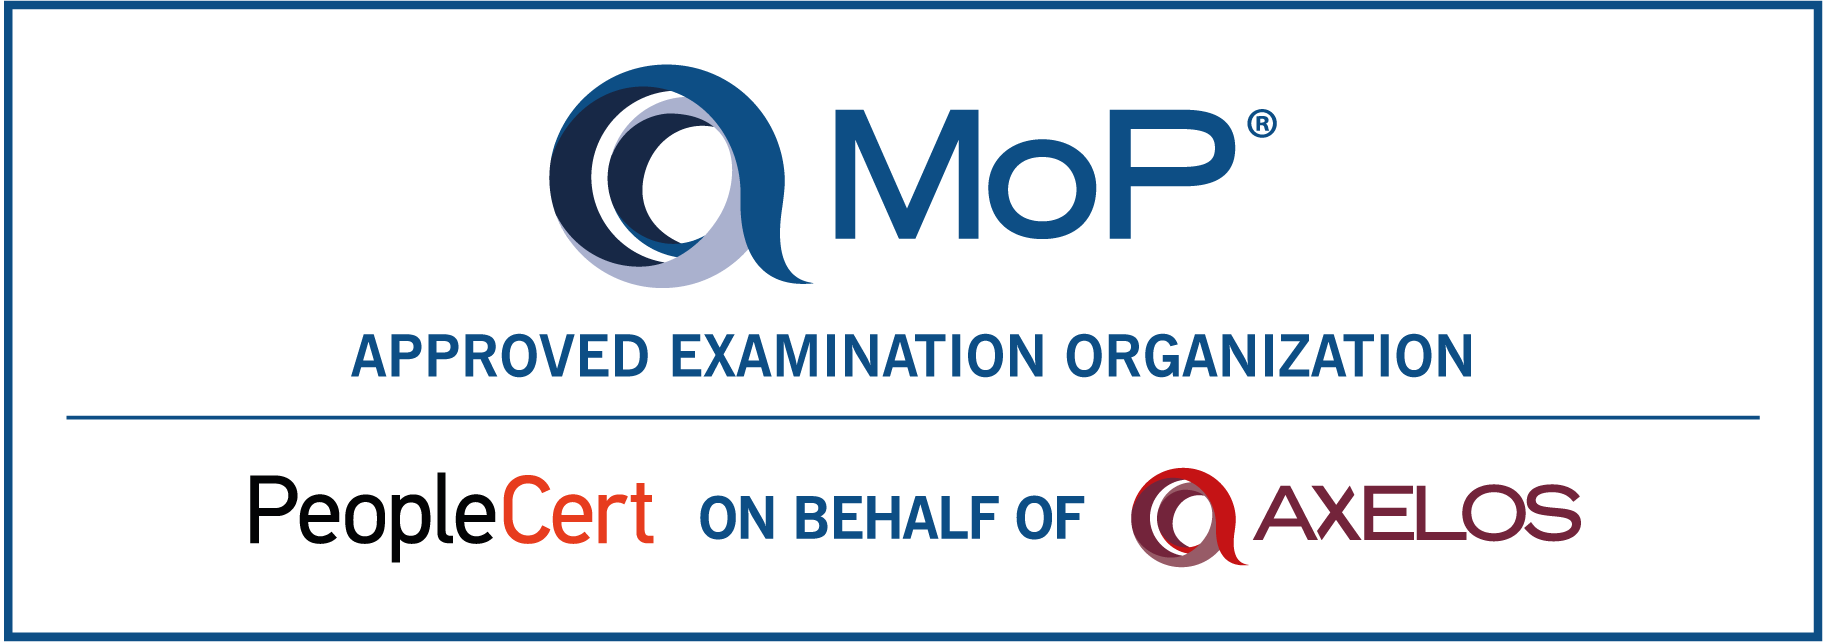 MoP®
APPROVED EXAMINATION ORGANIZATION
PeopleCert ON BEHALF OF AXELOS